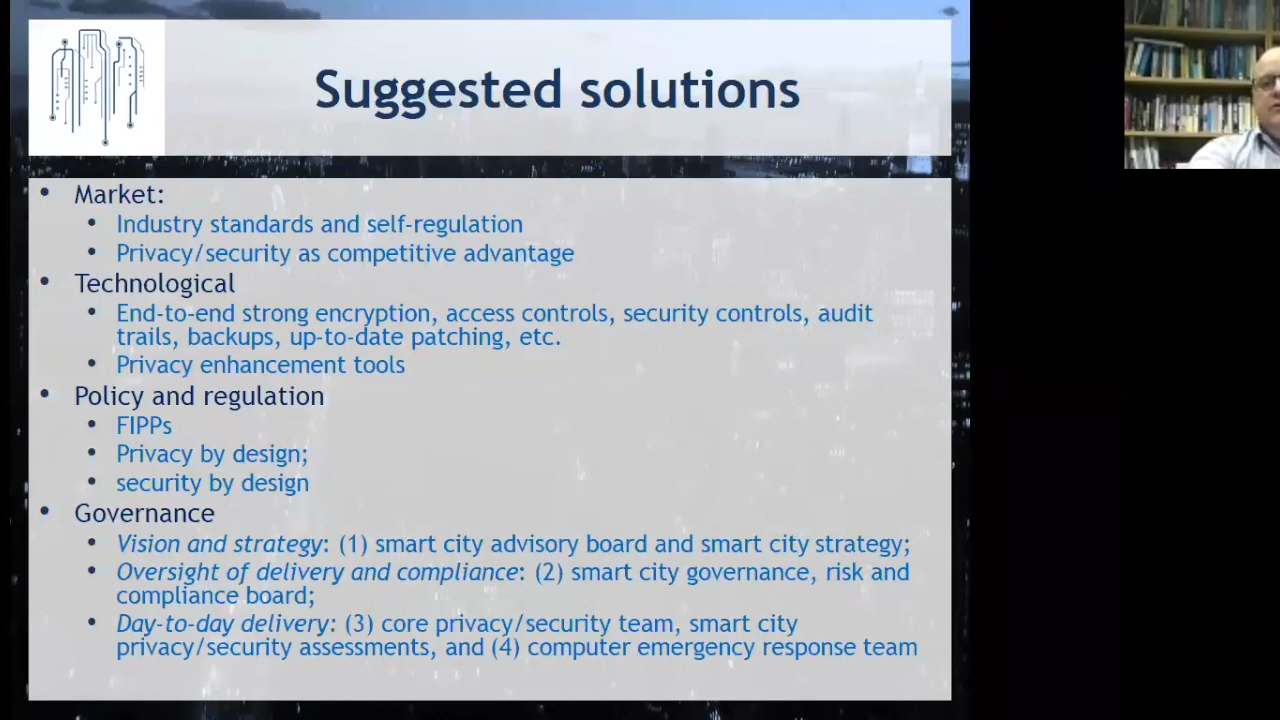 Suggested solutions
• Market:
• Industry standards and self-regulation
• Privacy/security as competitive advantage
• Technological
• End-to-end strong encryption, access controls, security controls, audit
trails, backups, up-to-date patching, etc.
• Privacy enhancement tools
• Policy and regulation
• FIPPs
• Privacy by design;
• security by design
• Governance
• Vision and strategy: (1) smart city advisory board and smart city strategy;
• Oversight of delivery and compliance: (2) smart city governance, risk and
compliance board;
• Day-to-day delivery: (3) core privacy/security team, smart city
privacy/security assessments, and (4) computer emergency response team